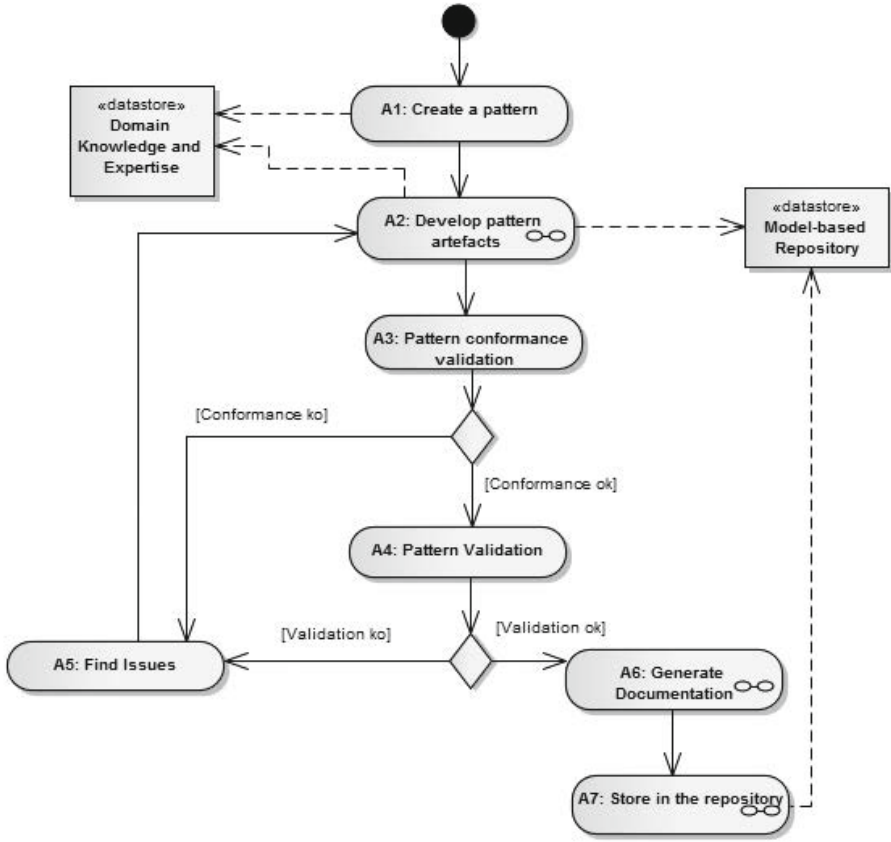 A1: Create a pattern
«datastore»
Domain
Knowledge and
Expertise
A2: Develop pattern
artefacts
«datastore»
Model-based
Repository
A3: Pattern conformance
validation
[Conformance ko]
[Conformance ok]
A4: Pattern Validation
[Validation ko]
[Validation ok]
A5: Find Issues
A6: Generate
Documentation
A7: Store in the repository